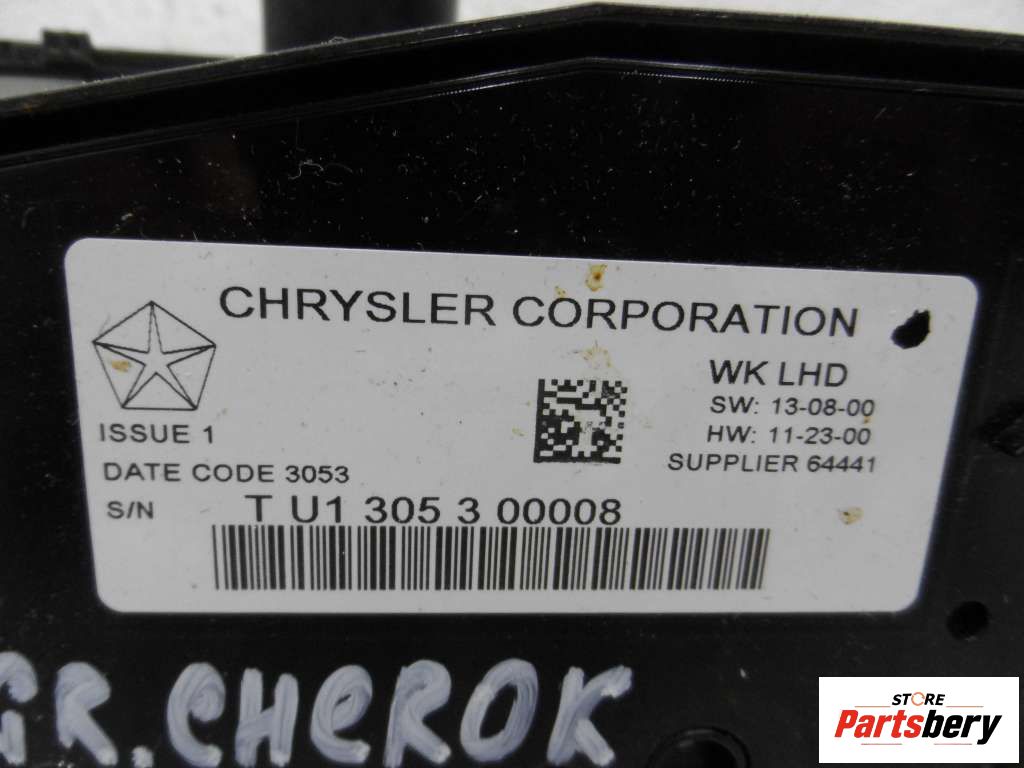 CHRYSLER CORPORATION
WK LHD
SW: 13-08-00
HW: 11-23-00
SUPPLIER 64441
ISSUE 1
DATE CODE 3053
S/N T U1 305 3 00008
GR. CHEROK
STORE
Partsbery